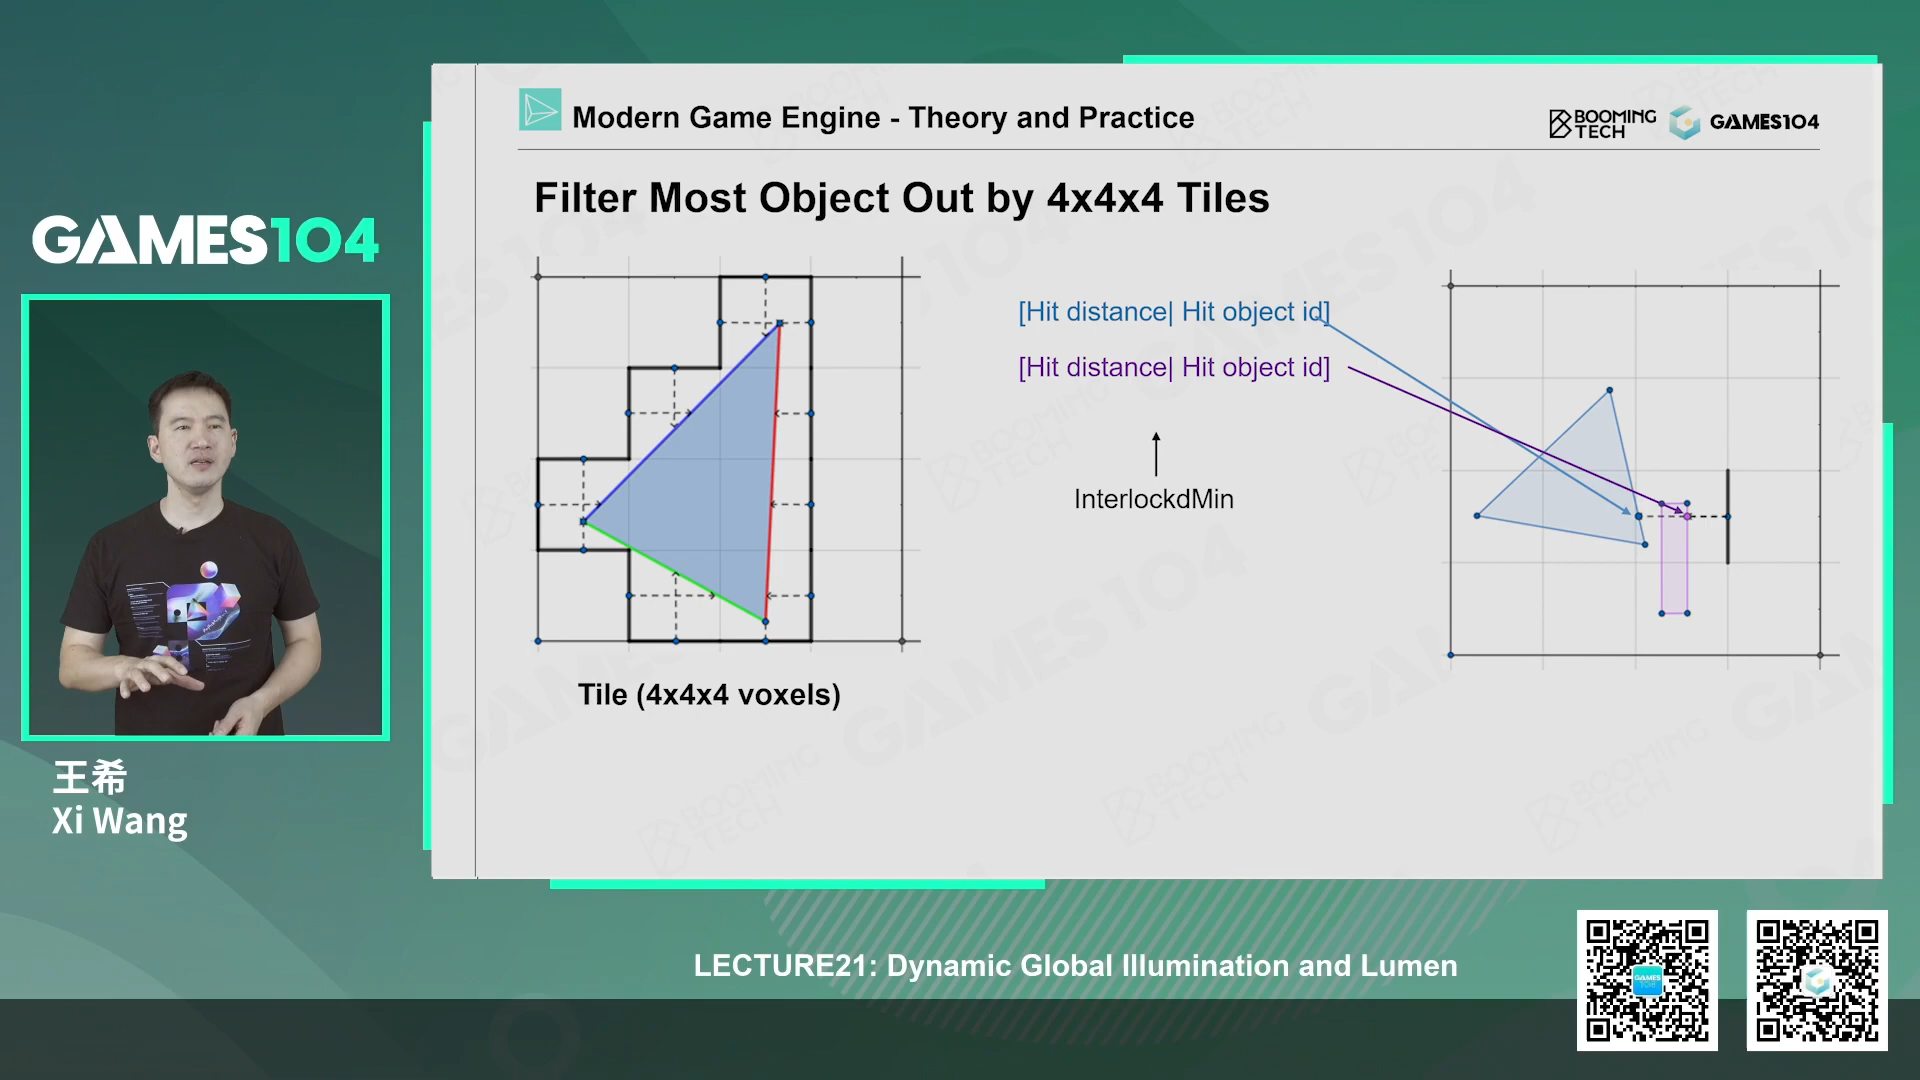 Modern Game Engine - Theory and Practice
BOOMING
TECH
GAMES104
Filter Most Object Out by 4x4x4 Tiles
GAMES104
[Hit distance| Hit object id]
[Hit distance| Hit object id]
InterlockdMin
Tile (4x4x4 voxels)
王希
Xi Wang
LECTURE21: Dynamic Global Illumination and Lumen